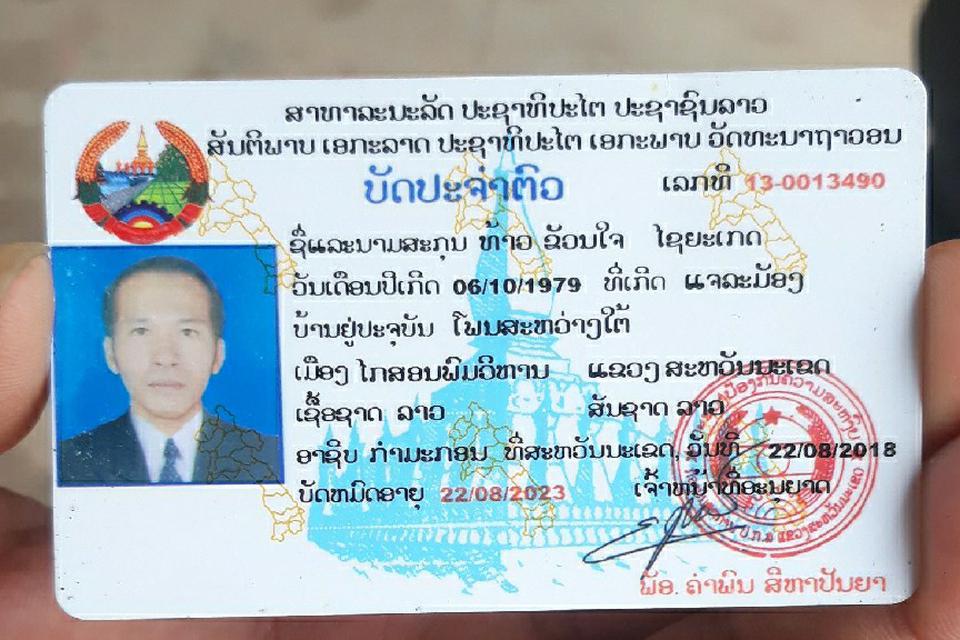 ສາທາລະນະລັດ ປະຊາທິປະໄຕ ປະຊາຊົນລາວ
ສັນຕິພາບ ເອກະລາດ ປະຊາທິປະໄຕ ເອກະພາບ ວັດທະນາຖາວອນ
ບັດປະຈຳຕົວ ເລກທີ 13-0013490
ຊື່ແລະນາມສະກຸນ ທ້າວ ຂັອນໃຈ ໄຊຍະເກດ
ວັນເດືອນປີເກີດ 06/10/1979 ທີ່ເກີດ ແຈລະມັອງ
ບ້ານຢູ່ປະຈຸບັນ ໂພນສະຫວ່າງໃຕ້
ເມືອງ ໄກສອນພົມວິຫານ ແຂວງ ສະຫວັນນະເຂດ
ເຊື້ອຊາດ ລາວ ສັນຊາດ ລາວ
ອາຊີບ ກຳມະກອນ ທີ່ສະຫວັນນະເຂດ, ວັນທີ 22/08/2018
ບັດຫມົດອາຍຸ 22/08/2023 ເຈົ້າຫນ້າທີ່ອະນຸຍາດ
ພັອ. ຄຳພົນ ສີຫາປັນຍາ